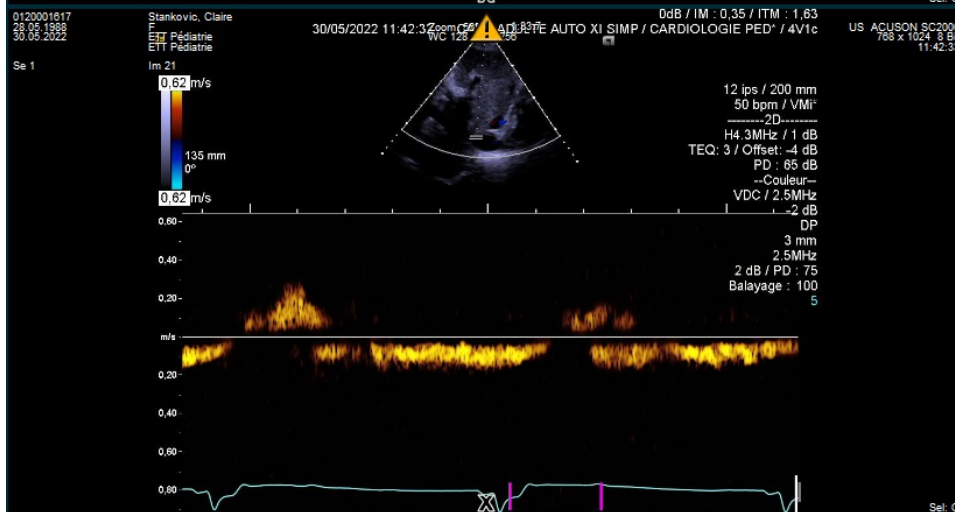 0120001617
28.05.1988
30.05.2022
Stankovic, Claire
ETT Pédiatrie
ETT Pédiatrie
0dB / IM : 0,35 / ITM : 1,63
30/05/2022 11:42:3
AUTO XI SIMP / CARDIOLOGIE PED* / 4V1c
WC 128
US ACUSON SC200
768 x 1024 8 B
11:42:33
Se 1
Im 21
0,62 m/s
135 mm
0°
0,62 m/s
12 ips / 200 mm
50 bpm / VMi*
--------2D--------
H4.3MHz / 1 dB
TEQ: 3 / Offset: -4 dB
PD : 65 dB
--Couleur--
VDC / 2.5MHz
-2 dB
DP
3 mm
2.5MHz
2 dB / PD : 75
Balayage : 100
5
0,60
0,40
0,20
m/s
0,20
0,40
0,60
0,80
X